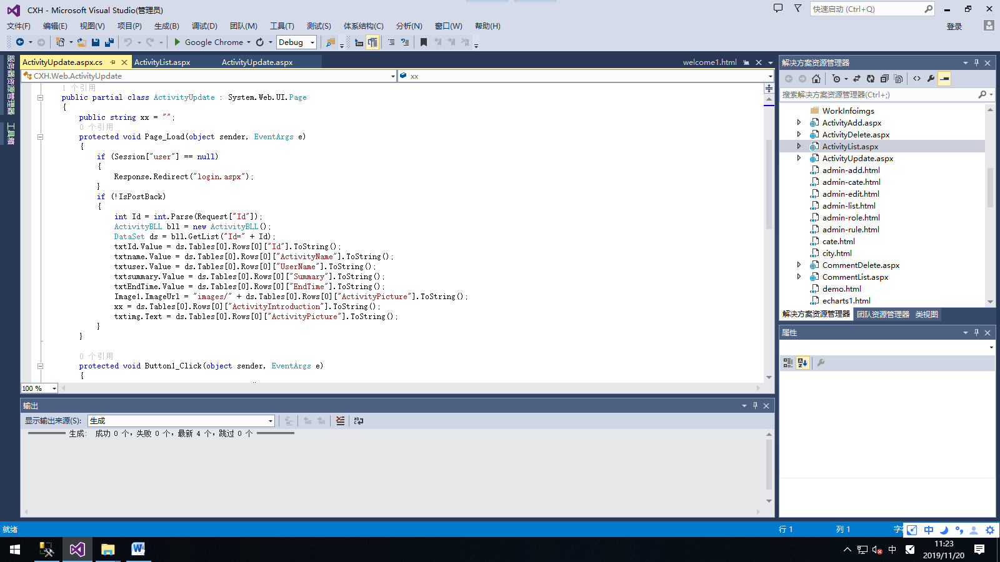 CXH - Microsoft Visual Studio(管理员)
快速启动 (Ctrl+Q)
文件(F) 编辑(E) 视图(V) 项目(P) 生成(B) 调试(D) 团队(M) 工具(T) 测试(S) 体系结构(C) 分析(N) 窗口(W) 帮助(H)
登录
Google Chrome Debug
服务器资源管理器
工具箱
ActivityUpdate.aspx.cs ActivityList.aspx ActivityUpdate.aspx welcome1.html
CXH.Web.ActivityUpdate xx
1 个引用
public partial class ActivityUpdate : System.Web.UI.Page
{
public string xx = "";
0 个引用
protected void Page_Load(object sender, EventArgs e)
{
if (Session["user"] == null)
{
Response.Redirect("login.aspx");
}
if (!IsPostBack)
{
int Id = int.Parse(Request["Id"]);
ActivityBLL bll = new ActivityBLL();
DataSet ds = bll.GetList("Id=" + Id);
txtId.Value = ds.Tables[0].Rows[0]["Id"].ToString();
txtname.Value = ds.Tables[0].Rows[0]["ActivityName"].ToString();
txtuser.Value = ds.Tables[0].Rows[0]["UserName"].ToString();
txtsummary.Value = ds.Tables[0].Rows[0]["Summary"].ToString();
txtEndTime.Value = ds.Tables[0].Rows[0]["EndTime"].ToString();
Image1.ImageUrl = "images/" + ds.Tables[0].Rows[0]["ActivityPicture"].ToString();
xx = ds.Tables[0].Rows[0]["ActivityIntroduction"].ToString();
txtimg.Text = ds.Tables[0].Rows[0]["ActivityPicture"].ToString();
}
}
0 个引用
protected void Button1_Click(object sender, EventArgs e)
{
100 %
输出
显示输出来源(S): 生成
========== 生成: 成功 0 个，失败 0 个，最新 4 个，跳过 0 个 ==========
解决方案资源管理器
搜索解决方案资源管理器(Ctrl+;)
WorkInfoimgs
ActivityAdd.aspx
ActivityDelete.aspx
ActivityList.aspx
ActivityUpdate.aspx
admin-add.html
admin-cate.html
admin-edit.html
admin-list.html
admin-role.html
admin-rule.html
cate.html
city.html
CommentDelete.aspx
CommentList.aspx
demo.html
echarts1.html
解决方案资源管理器 团队资源管理器 类视图
属性
就绪 行 1 列 1 中
中
11:23
2019/11/20